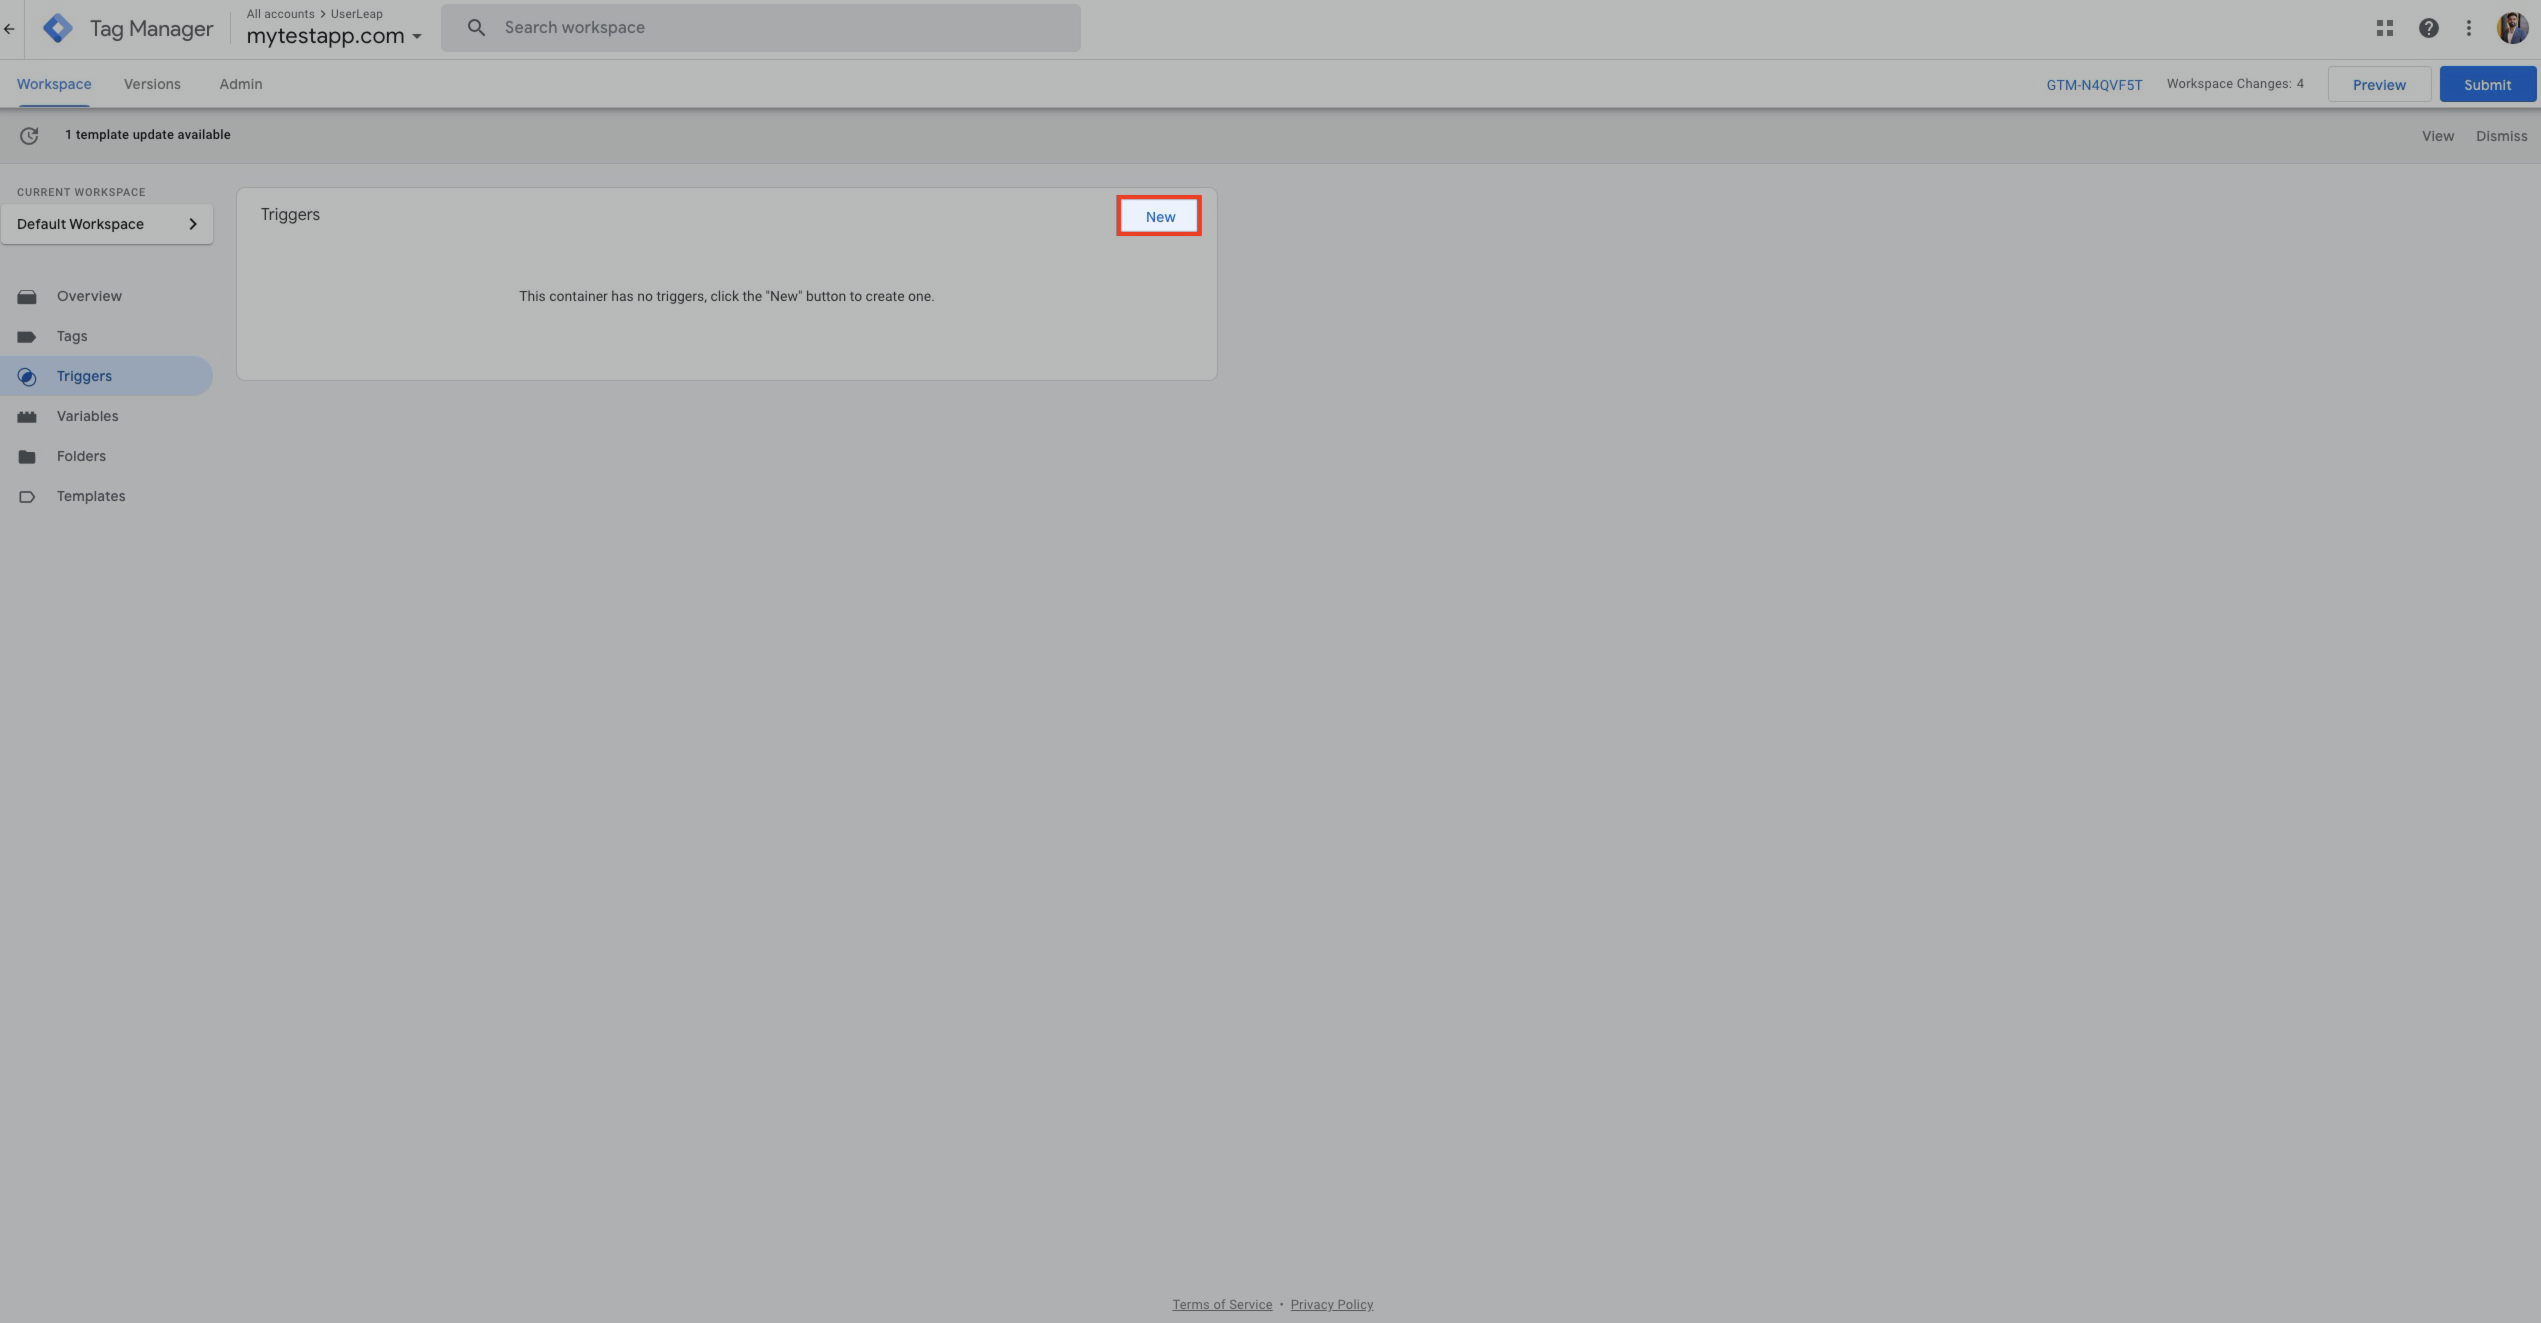 Tag Manager
All accounts > UserLeap
mytestapp.com
Search workspace
Workspace
Versions
Admin
GTM-N4QVF5T
Workspace Changes: 4
Preview
Submit
1 template update available
View
Dismiss
CURRENT WORKSPACE
Default Workspace
Overview
Tags
Triggers
Variables
Folders
Templates
Triggers
New
This container has no triggers, click the "New" button to create one.
Terms of Service • Privacy Policy